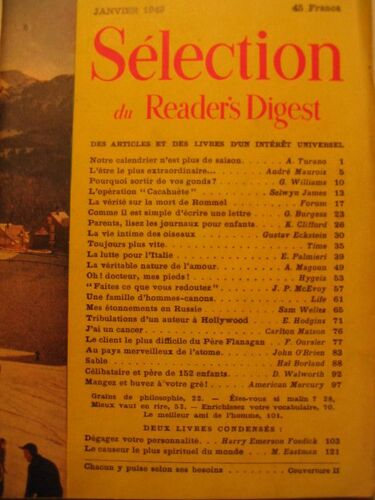 JANVIER 1949 45 Francs
Sélection
du Reader's Digest
DES ARTICLES ET DES LIVRES D'UN INTÉRÊT UNIVERSEL
Notre calendrier n'est plus de saison. . . . . A. Turano 1
L'être le plus extraordinaire... . . . . André Maurois 5
Pourquoi sortir de vos gonds? . . . . . G. Williams 10
L'opération "Cacahuète" . . . . . Selwyn James 13
La vérité sur la mort de Rommel . . . . . Forum 17
Comme il est simple d'écrire une lettre . . G. Burgess 23
Parents, lisez les journaux pour enfants. . K. Clifford 26
La vie intime des oiseaux . . . . Gustav Eckstein 30
Toujours plus vite. . . . . . Time 35
La lutte pour l'Italie . . . . . E. Palmieri 39
La véritable nature de l'amour. . . . . A. Magoun 49
Oh! docteur, mes pieds! . . . . . Hygeia 53
"Faites ce que vous redoutez" . . . . J. P. McEvoy 57
Une famille d'hommes-canons. . . . . Life 61
Mes étonnements en Russie . . . . Sam Welles 65
Tribulations d'un auteur à Hollywood . . E. Hodgins 71
J'ai un cancer . . . . . Carlton Matson 76
Le client le plus difficile du Père Flanagan . F. Oursler 77
Au pays merveilleux de l'atome. . . . John O'Brien 83
Sable . . . . . Hal Borland 88
Célibataire et père de 152 enfants. . . D. Walworth 92
Mangez et buvez à votre gré! . . . American Mercury 97
Grains de philosophie, 22. — Êtes-vous si malin ? 28,
Mieux vaut en rire, 52. — Enrichissez votre vocabulaire, 70.
Le meilleur ami de l'homme, 101.
DEUX LIVRES CONDENSÉS :
Dégagez votre personnalité. . . Harry Emerson Fosdick 103
Le causeur le plus spirituel du monde . . M. Eastman 121
Chacun y puise selon ses besoins . . . . Couverture II